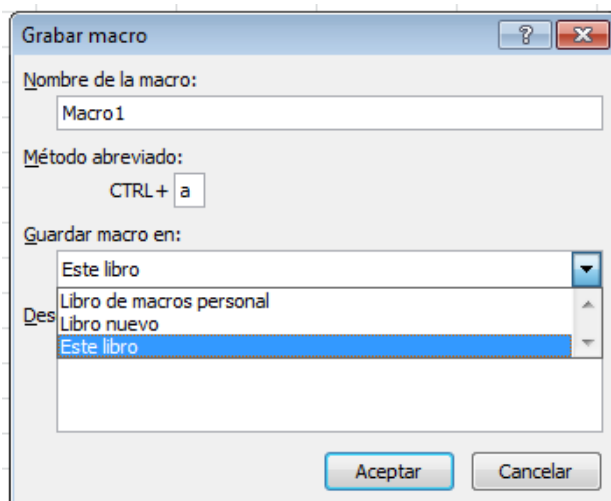 Grabar macro
Nombre de la macro:
Macro1
Método abreviado:
CTRL+ a
Guardar macro en:
Este libro
Libro de macros personal
Libro nuevo
Este libro
Des
Aceptar Cancelar